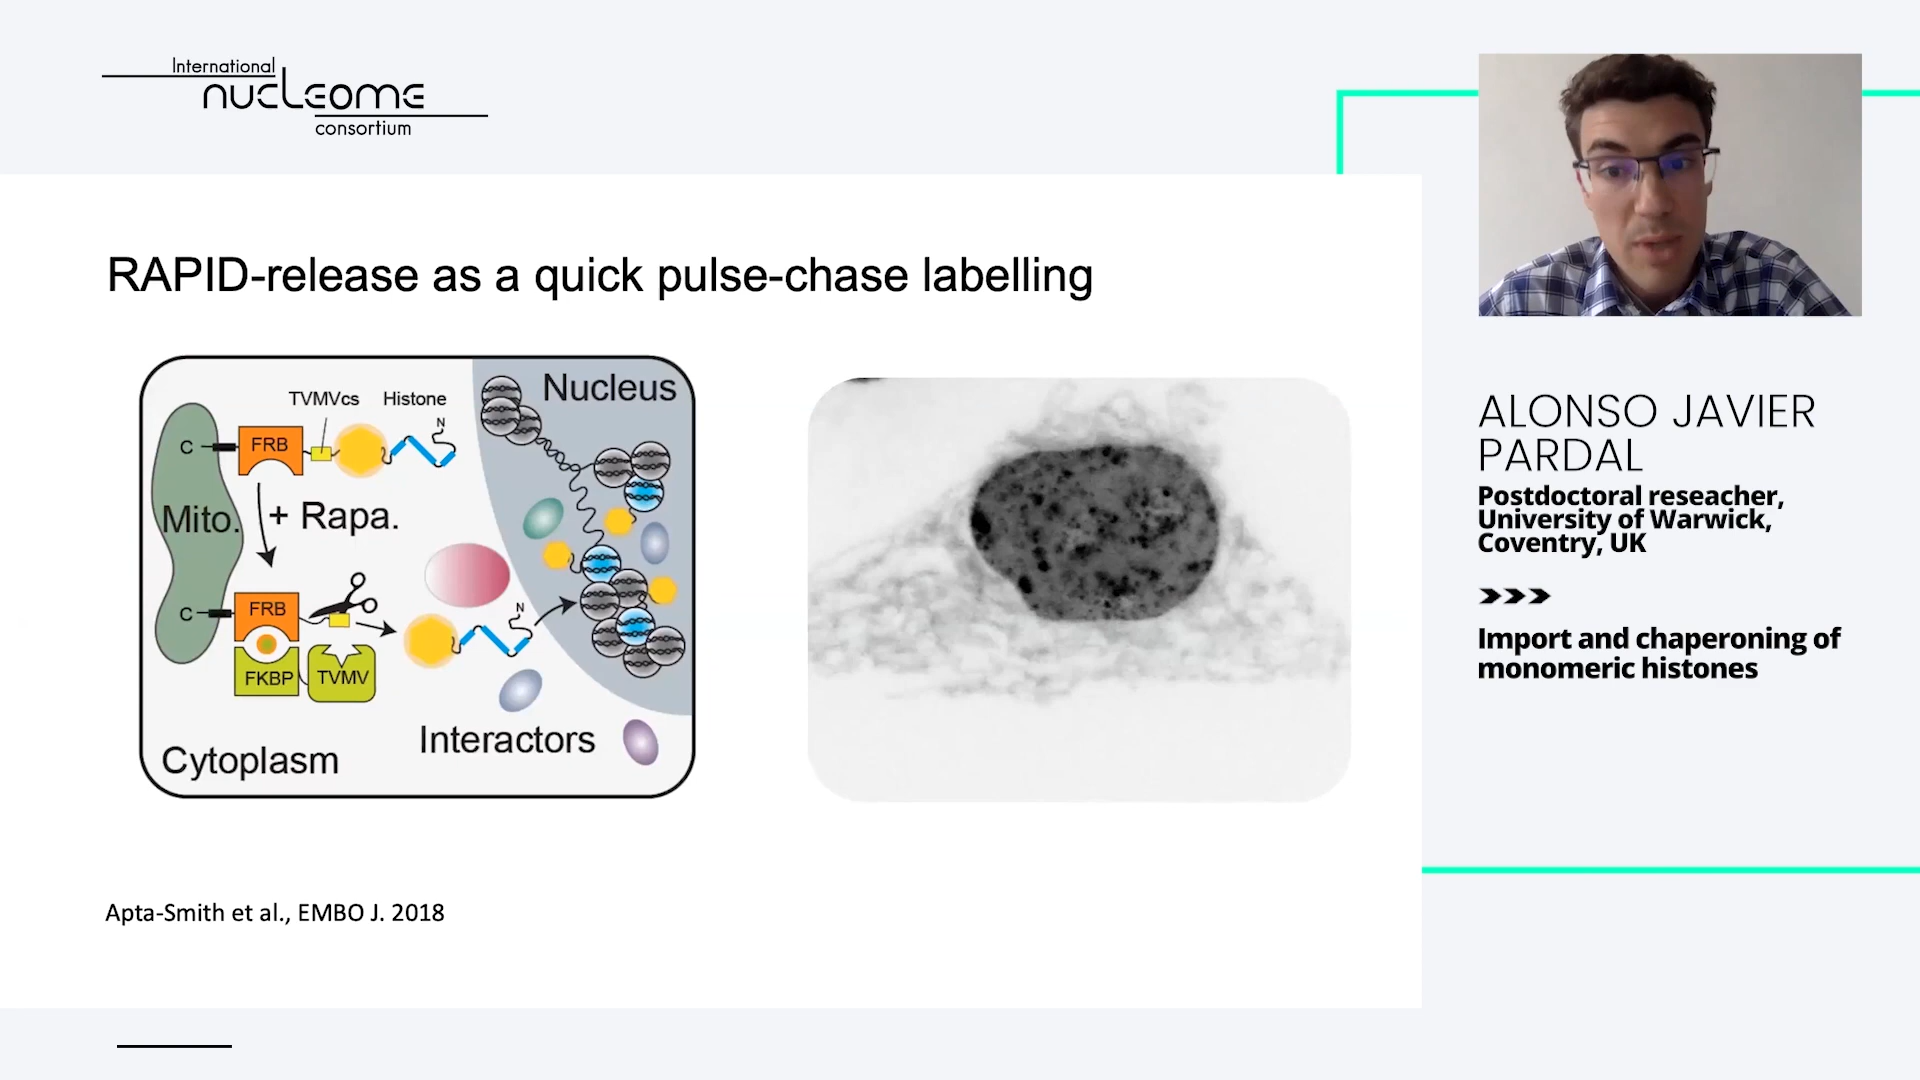 International
nucleome
consortium
RAPID-release as a quick pulse-chase labelling
TVMVcs
Histone
Nucleus
N
C
FRB
Mito.
+ Rapa.
N
C
FRB
FKBP
TVMV
Interactors
Cytoplasm
Apta-Smith et al., EMBO J. 2018
ALONSO JAVIER
PARDAL
Postdoctoral reseacher,
University of Warwick,
Coventry, UK
Import and chaperoning of
monomeric histones